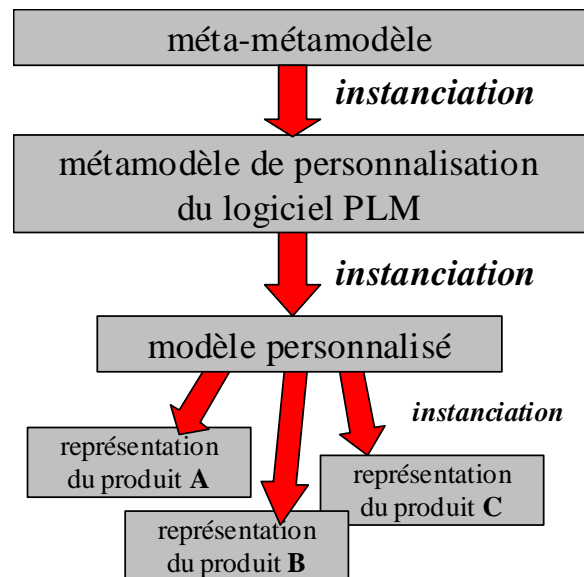 méta-métamodèle
instanciation
métamodèle de personnalisation
du logiciel PLM
instanciation
modèle personnalisé
instanciation
représentation
du produit A
représentation
du produit C
représentation
du produit B